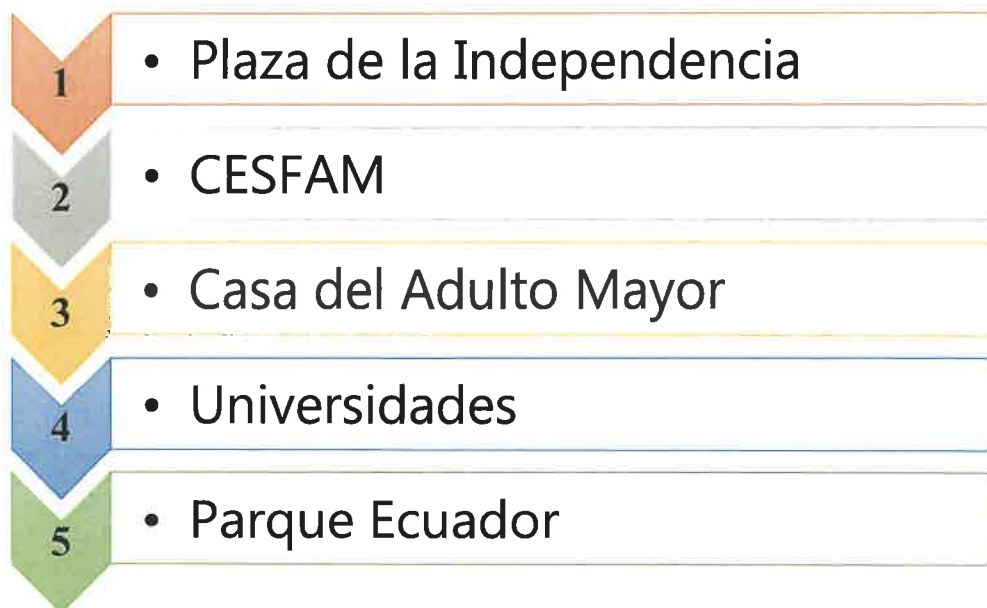 1 • Plaza de la Independencia
2 • CESFAM
3 • Casa del Adulto Mayor
4 • Universidades
5 • Parque Ecuador